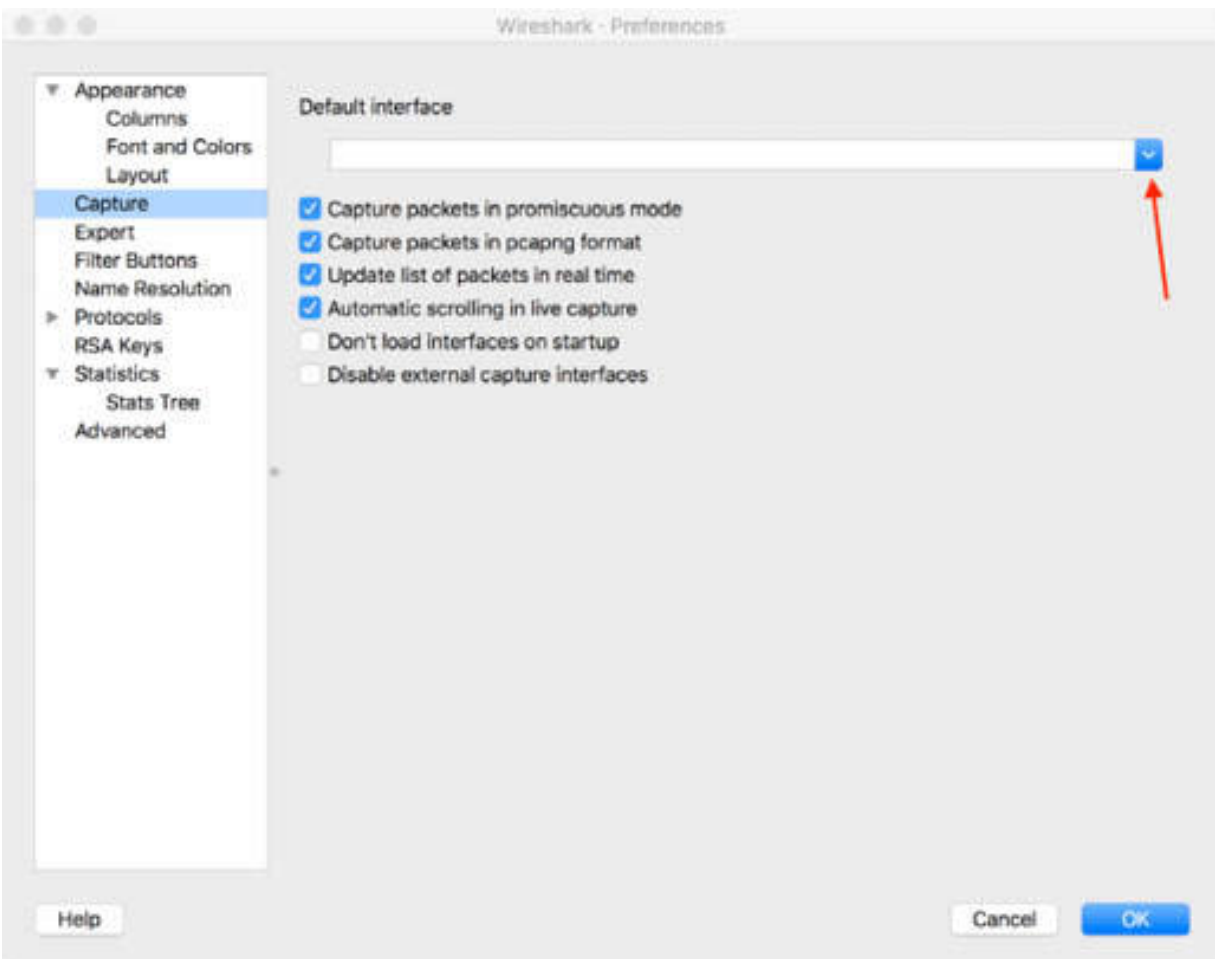 Wireshark - Preferences
Appearance
Columns
Font and Colors
Layout
Capture
Expert
Filter Buttons
Name Resolution
Protocols
RSA Keys
Statistics
Stats Tree
Advanced
Default interface
Capture packets in promiscuous mode
Capture packets in pcapng format
Update list of packets in real time
Automatic scrolling in live capture
Don't load interfaces on startup
Disable external capture interfaces
Help
Cancel
OK